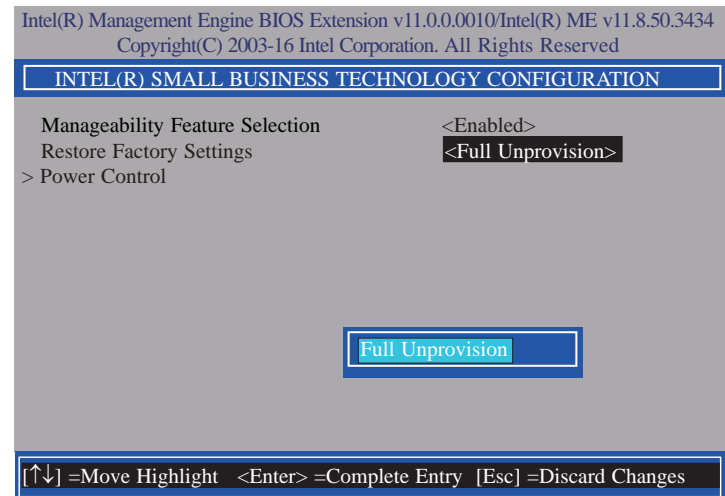 Intel(R) Management Engine BIOS Extension v11.0.0.0010/Intel(R) ME v11.8.50.3434
Copyright(C) 2003-16 Intel Corporation. All Rights Reserved
INTEL(R) SMALL BUSINESS TECHNOLOGY CONFIGURATION
Manageability Feature Selection <Enabled>
Restore Factory Settings <Full Unprovision>
> Power Control
Full Unprovision
[↑↓] =Move Highlight <Enter> =Complete Entry [Esc] =Discard Changes